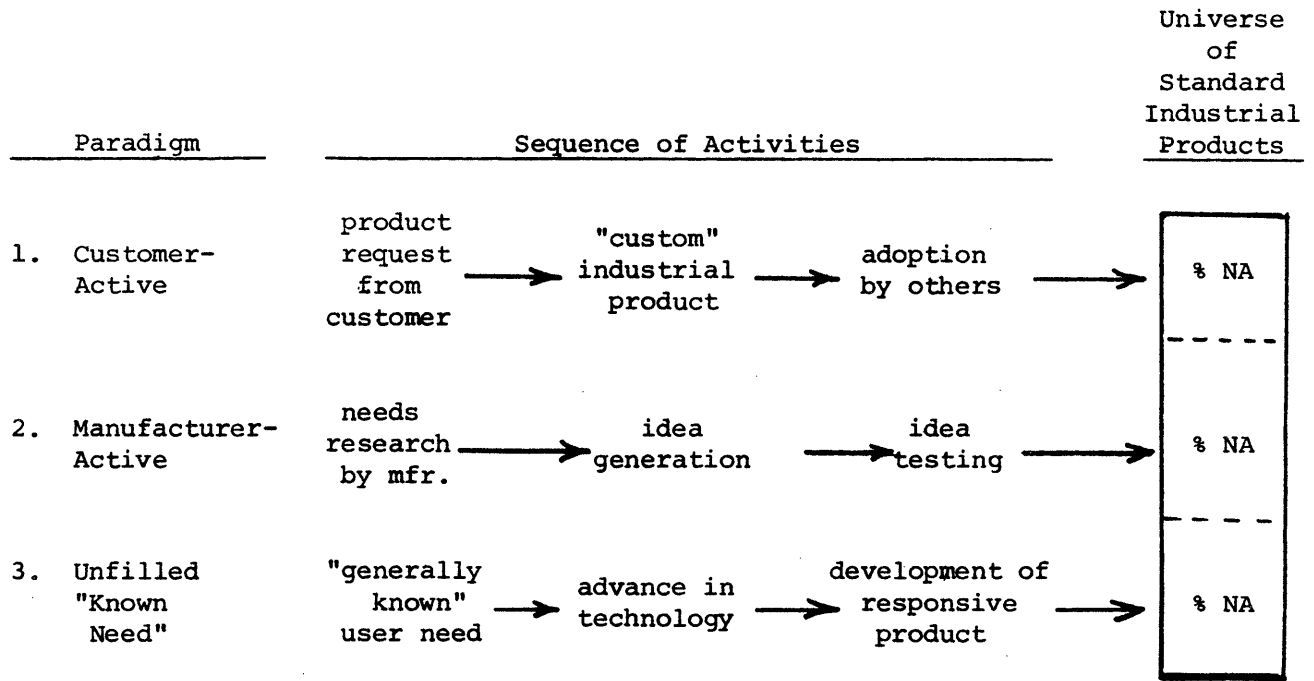 Universe
of
Standard
Industrial
Products
Paradigm
Sequence of Activities
1. Customer-
Active
product
request
from
customer
"custom"
industrial
product
adoption
by others
% NA
2. Manufacturer-
Active
needs
research
by mfr.
idea
generation
idea
testing
% NA
3. Unfilled
"Known
Need"
"generally
known"
user need
advance in
technology
development of
responsive
product
% NA